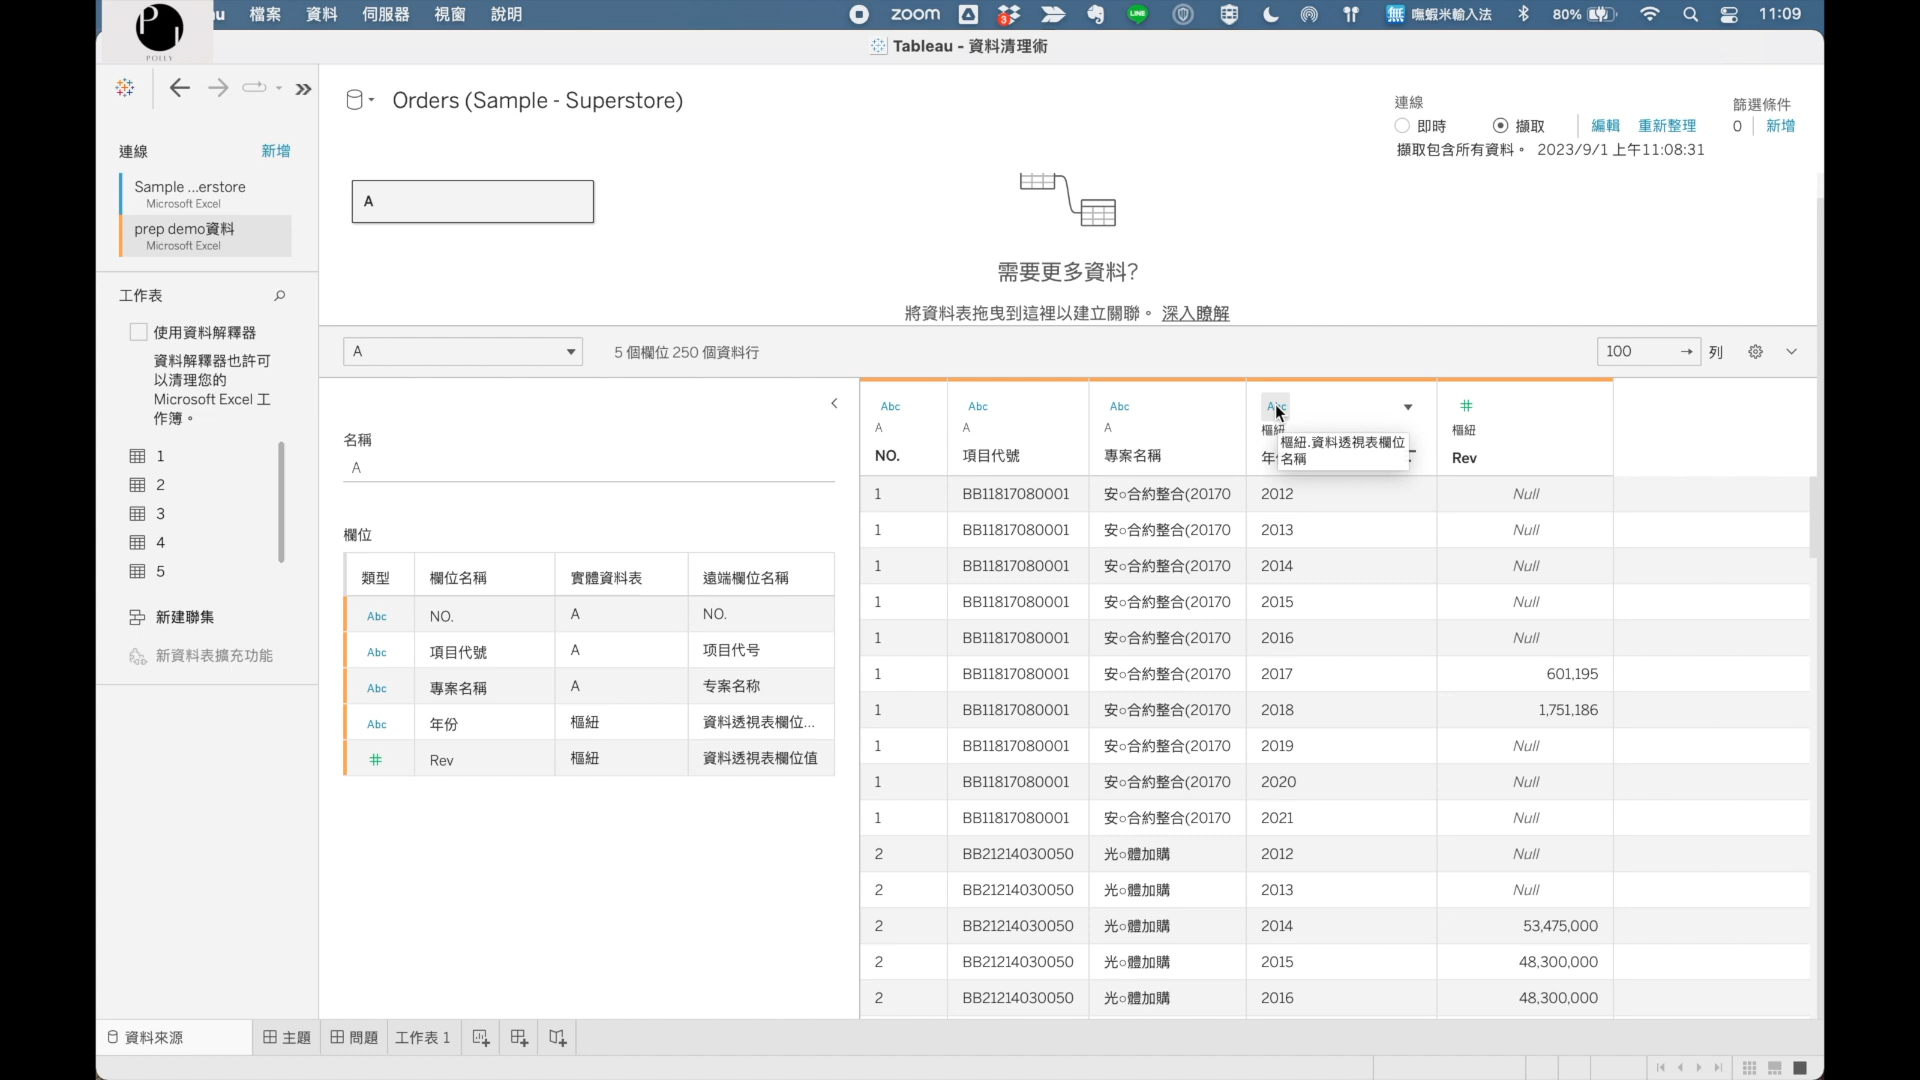 POLLY
檔案 資料 伺服器 視窗 說明
zoom 3 LINE 無 嘸蝦米輸入法 80% 11:09
Tableau - 資料清理術
Orders (Sample - Superstore)
連線
即時 擷取 編輯 重新整理
擷取包含所有資料。 2023/9/1 上午11:08:31
篩選條件
0 新增
連線 新增
Sample ...erstore
Microsoft Excel
prep demo資料
Microsoft Excel
工作表
使用資料解釋器
資料解釋器也許可
以清理您的
Microsoft Excel 工
作簿。
1
2
3
4
5
新建聯集
新資料表擴充功能
A
需要更多資料?
將資料表拖曳到這裡以建立關聯。 深入瞭解
A 5 個欄位 250 個資料行 100 列
名稱
A
欄位
類型 欄位名稱 實體資料表 遠端欄位名稱
Abc NO. A NO.
Abc 項目代號 A 项目代号
Abc 專案名稱 A 专案名称
Abc 年份 樞紐 資料透視表欄位...
# Rev 樞紐 資料透視表欄位值
Abc Abc Abc Abc #
A A A 樞紐 樞紐
NO. 項目代號 專案名稱 Rev
樞紐.資料透視表欄位
名稱
1 BB11817080001 安○合約整合(20170 2012 Null
1 BB11817080001 安○合約整合(20170 2013 Null
1 BB11817080001 安○合約整合(20170 2014 Null
1 BB11817080001 安○合約整合(20170 2015 Null
1 BB11817080001 安○合約整合(20170 2016 Null
1 BB11817080001 安○合約整合(20170 2017 601,195
1 BB11817080001 安○合約整合(20170 2018 1,751,186
1 BB11817080001 安○合約整合(20170 2019 Null
1 BB11817080001 安○合約整合(20170 2020 Null
1 BB11817080001 安○合約整合(20170 2021 Null
2 BB21214030050 光○體加購 2012 Null
2 BB21214030050 光○體加購 2013 Null
2 BB21214030050 光○體加購 2014 53,475,000
2 BB21214030050 光○體加購 2015 48,300,000
2 BB21214030050 光○體加購 2016 48,300,000
資料來源 主題 問題 工作表 1